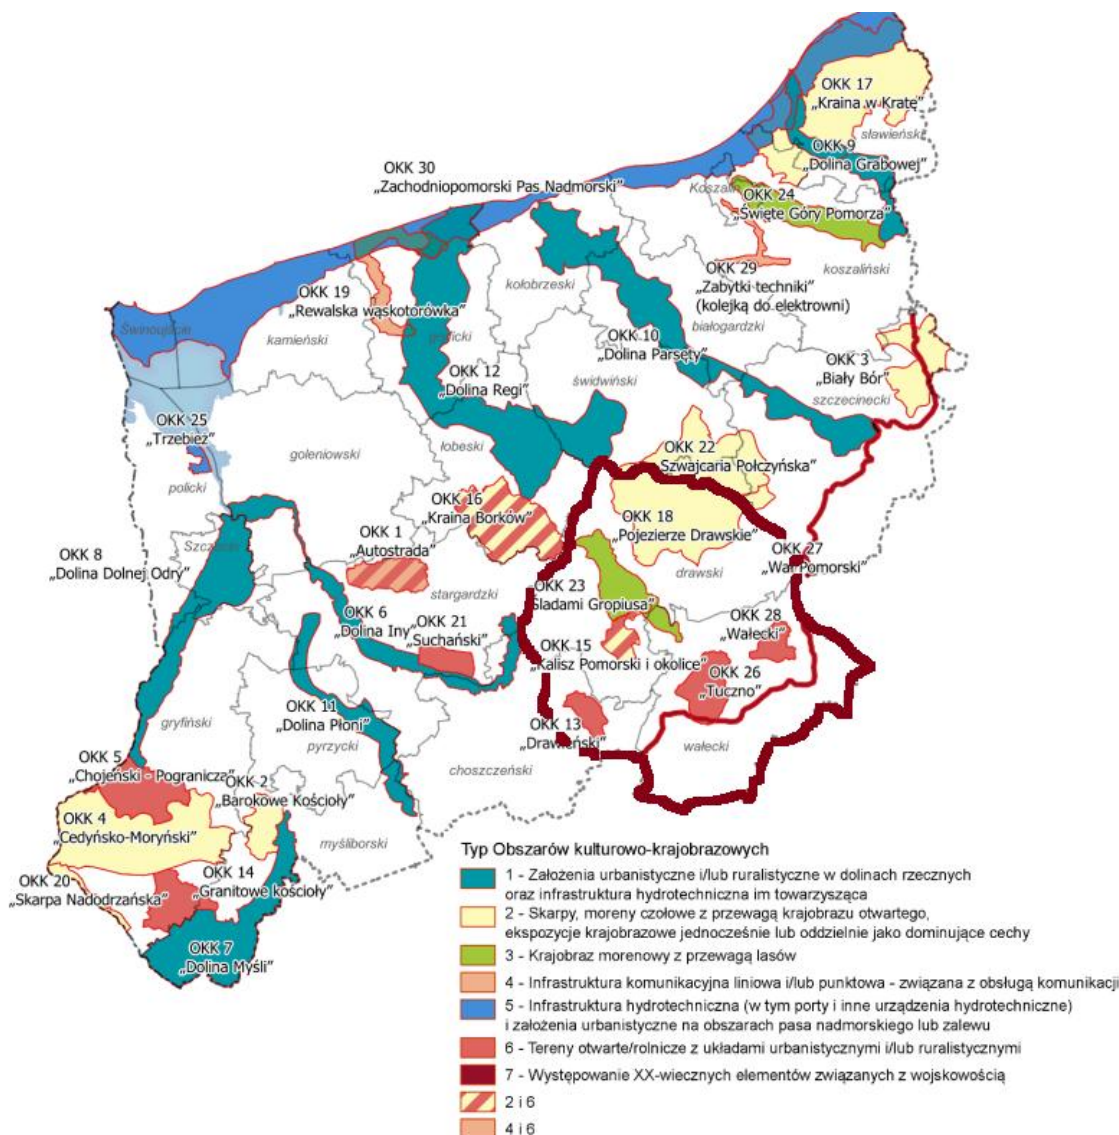 OKK 17
„Kraina w Kratę”
sławieński
OKK 9
„Dolina Grabowej”
OKK 30
„Zachodniopomorski Pas Nadmorski”
Koszalin
OKK 24
„Święte Góry Pomorza”
koszaliński
OKK 29
„Zabytki techniki”
(kolejką do elektrowni)
kołobrzeski
OKK 19
„Rewalska wąskotorówka”
Świnoujście
kamieński
gryficki
białogardzki
OKK 10
„Dolina Parsęty”
OKK 3
„Biały Bór”
szczecinecki
OKK 12
„Dolina Regi”
świdwiński
OKK 25
„Trzebież”
goleniowski
łobeski
OKK 22
„Szwajcaria Połczyńska”
policki
OKK 16
„Kraina Borków”
OKK 18
„Pojezierze Drawskie”
OKK 1
„Autostrada”
Szczecin
OKK 8
„Dolina Dolnej Odry”
OKK 27
„Wał Pomorski”
drawski
stargardzki
OKK 23
Śladami Gropiusa”
OKK 6
„Dolina Iny”
OKK 21
„Suchański”
OKK 28
„Wałecki”
OKK 15
„Kalisz Pomorski i okolice”
OKK 26
„Tuczno”
OKK 11
„Dolina Płoni”
gryfiński
pyrzycki
OKK 13
„Drawieński”
wałecki
OKK 5
„Chojeński - Pogranicza”
choszczeński
OKK 2
„Barokowe Kościoły”
OKK 4
„Cedyńsko-Moryński”
myśliborski
OKK 20
„Skarpa Nadodrzańska”
OKK 14
„Granitowe kościoły”
OKK 7
„Dolina Myśli”
Typ Obszarów kulturowo-krajobrazowych
1 - Założenia urbanistyczne i/lub ruralistyczne w dolinach rzecznych
oraz infrastruktura hydrotechniczna im towarzysząca
2 - Skarpy, moreny czołowe z przewagą krajobrazu otwartego,
ekspozycje krajobrazowe jednocześnie lub oddzielnie jako dominujące cechy
3 - Krajobraz morenowy z przewagą lasów
4 - Infrastruktura komunikacyjna liniowa i/lub punktowa - związana z obsługą komunikacji
5 - Infrastruktura hydrotechniczna (w tym porty i inne urządzenia hydrotechniczne)
i założenia urbanistyczne na obszarach pasa nadmorskiego lub zalewu
6 - Tereny otwarte/rolnicze z układami urbanistycznymi i/lub ruralistycznymi
7 - Występowanie XX-wiecznych elementów związanych z wojskowością
2 i 6
4 i 6